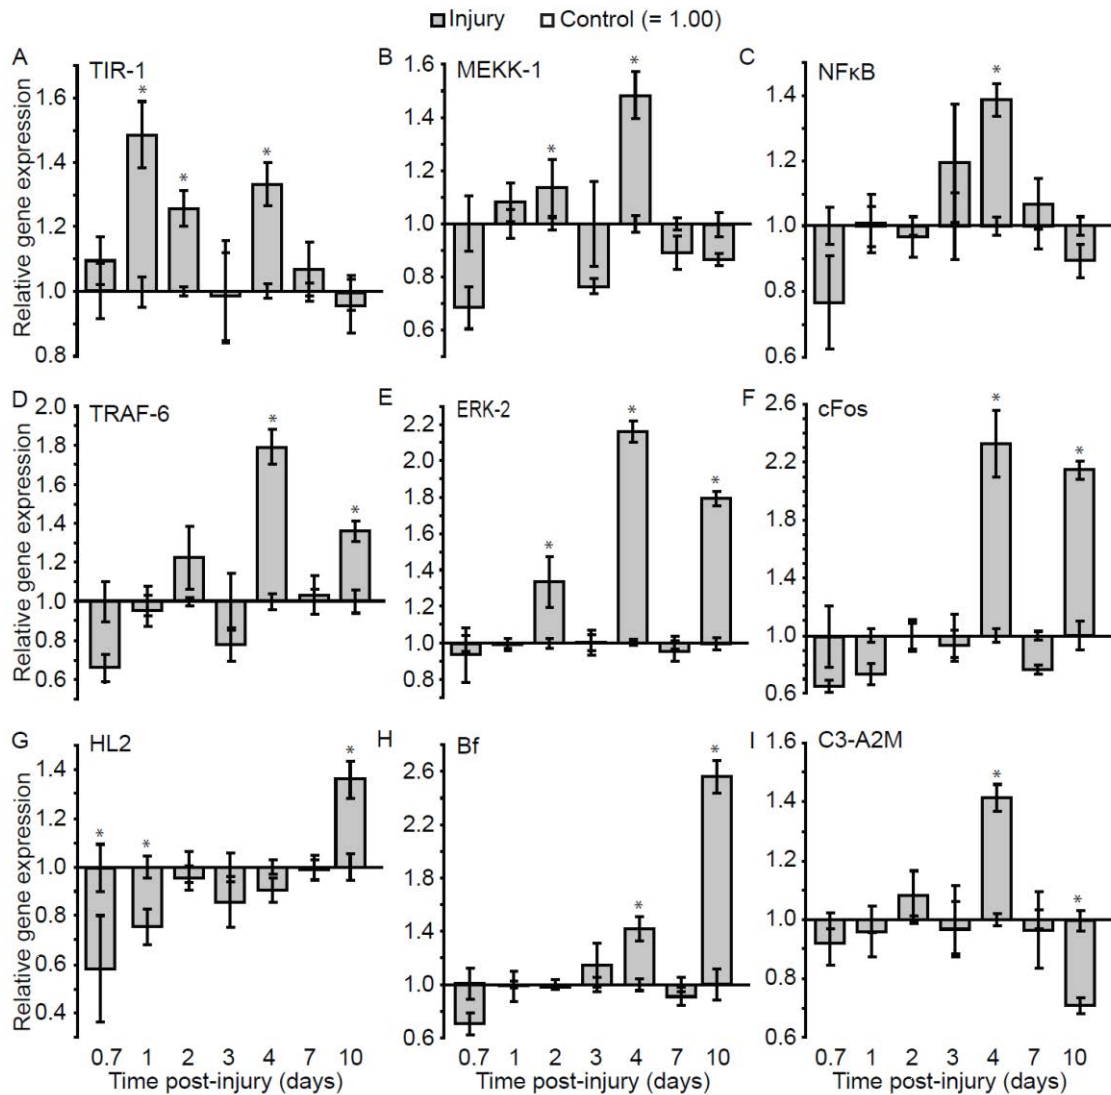 Injury Control (= 1.00)
A TIR-1
B MEKK-1
C NFκB
Relative gene expression
1.6
1.4
1.2
1.0
0.8
1.6
1.4
1.2
1.0
0.8
0.6
1.4
1.2
1.0
0.8
0.6
* * *
* *
*
D TRAF-6
E ERK-2
F cFos
Relative gene expression
2.0
1.8
1.6
1.4
1.2
1.0
0.8
0.6
2.2
2.0
1.8
1.6
1.4
1.2
1.0
0.8
2.6
2.2
1.8
1.4
1.0
0.6
* *
* * *
* *
G HL2
H Bf
I C3-A2M
Relative gene expression
1.4
1.2
1.0
0.8
0.6
0.4
2.6
2.2
1.8
1.4
1.0
0.6
1.6
1.4
1.2
1.0
0.8
0.6
* * *
* *
* *
0.7 1 2 3 4 7 10
0.7 1 2 3 4 7 10
0.7 1 2 3 4 7 10
Time post-injury (days)
Time post-injury (days)
Time post-injury (days)